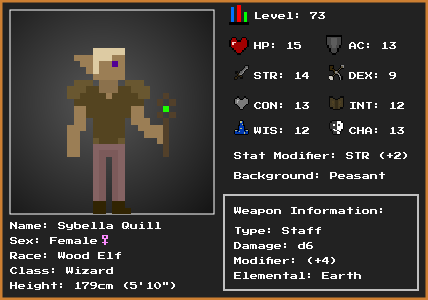 Level: 73
HP: 15
AC: 13
STR: 14
DEX: 9
CON: 13
INT: 12
WIS: 12
CHA: 13
Stat Modifier: STR (+2)
Background: Peasant
Weapon Information:
Type: Staff
Damage: d6
Modifier: (+4)
Elemental: Earth
Name: Sybella Quill
Sex: Female♀
Race: Wood Elf
Class: Wizard
Height: 179cm (5'10")